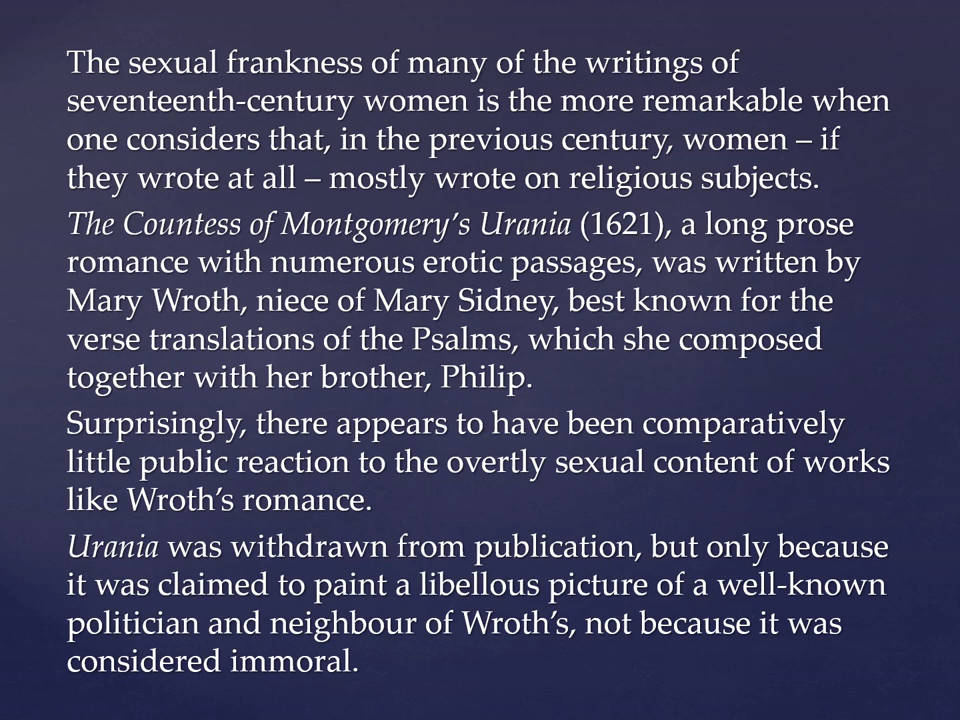 The sexual frankness of many of the writings of
seventeenth-century women is the more remarkable when
one considers that, in the previous century, women – if
they wrote at all – mostly wrote on religious subjects.
The Countess of Montgomery’s Urania (1621), a long prose
romance with numerous erotic passages, was written by
Mary Wroth, niece of Mary Sidney, best known for the
verse translations of the Psalms, which she composed
together with her brother, Philip.
Surprisingly, there appears to have been comparatively
little public reaction to the overtly sexual content of works
like Wroth’s romance.
Urania was withdrawn from publication, but only because
it was claimed to paint a libellous picture of a well-known
politician and neighbour of Wroth’s, not because it was
considered immoral.